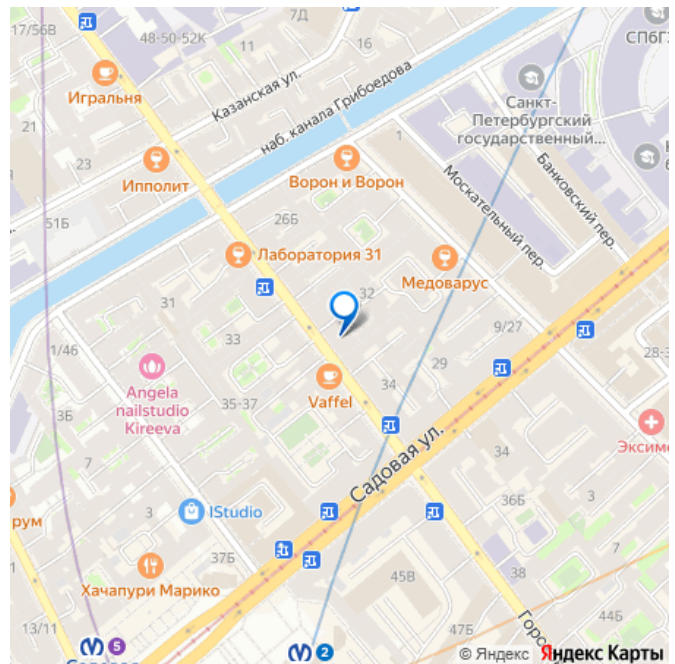 17/56В
48-50-52К
7Д
11
16
СПбГЭ
Игральня
Казанская ул.
наб. канала Грибоедова
Санкт-
Петербургский
государственный...
21
1
23
Ипполит
Ворон и Ворон
Москательный пер.
Банковский пер.
51Б
26Б
Лаборатория 31
Медоварус
31
32
33
9/27
28-3
1/46
29
Angela
nailstudio
Kireeva
35-37
Vaffel
34
3Б
Садовая ул.
34
Эксиме
7
36Б
3
3
IStudio
рум
7
37Б
1
45В
38
Хачапури Марико
44Б
13/11
47Б
Горо
5
2
© Яндекс Яндекс Карты